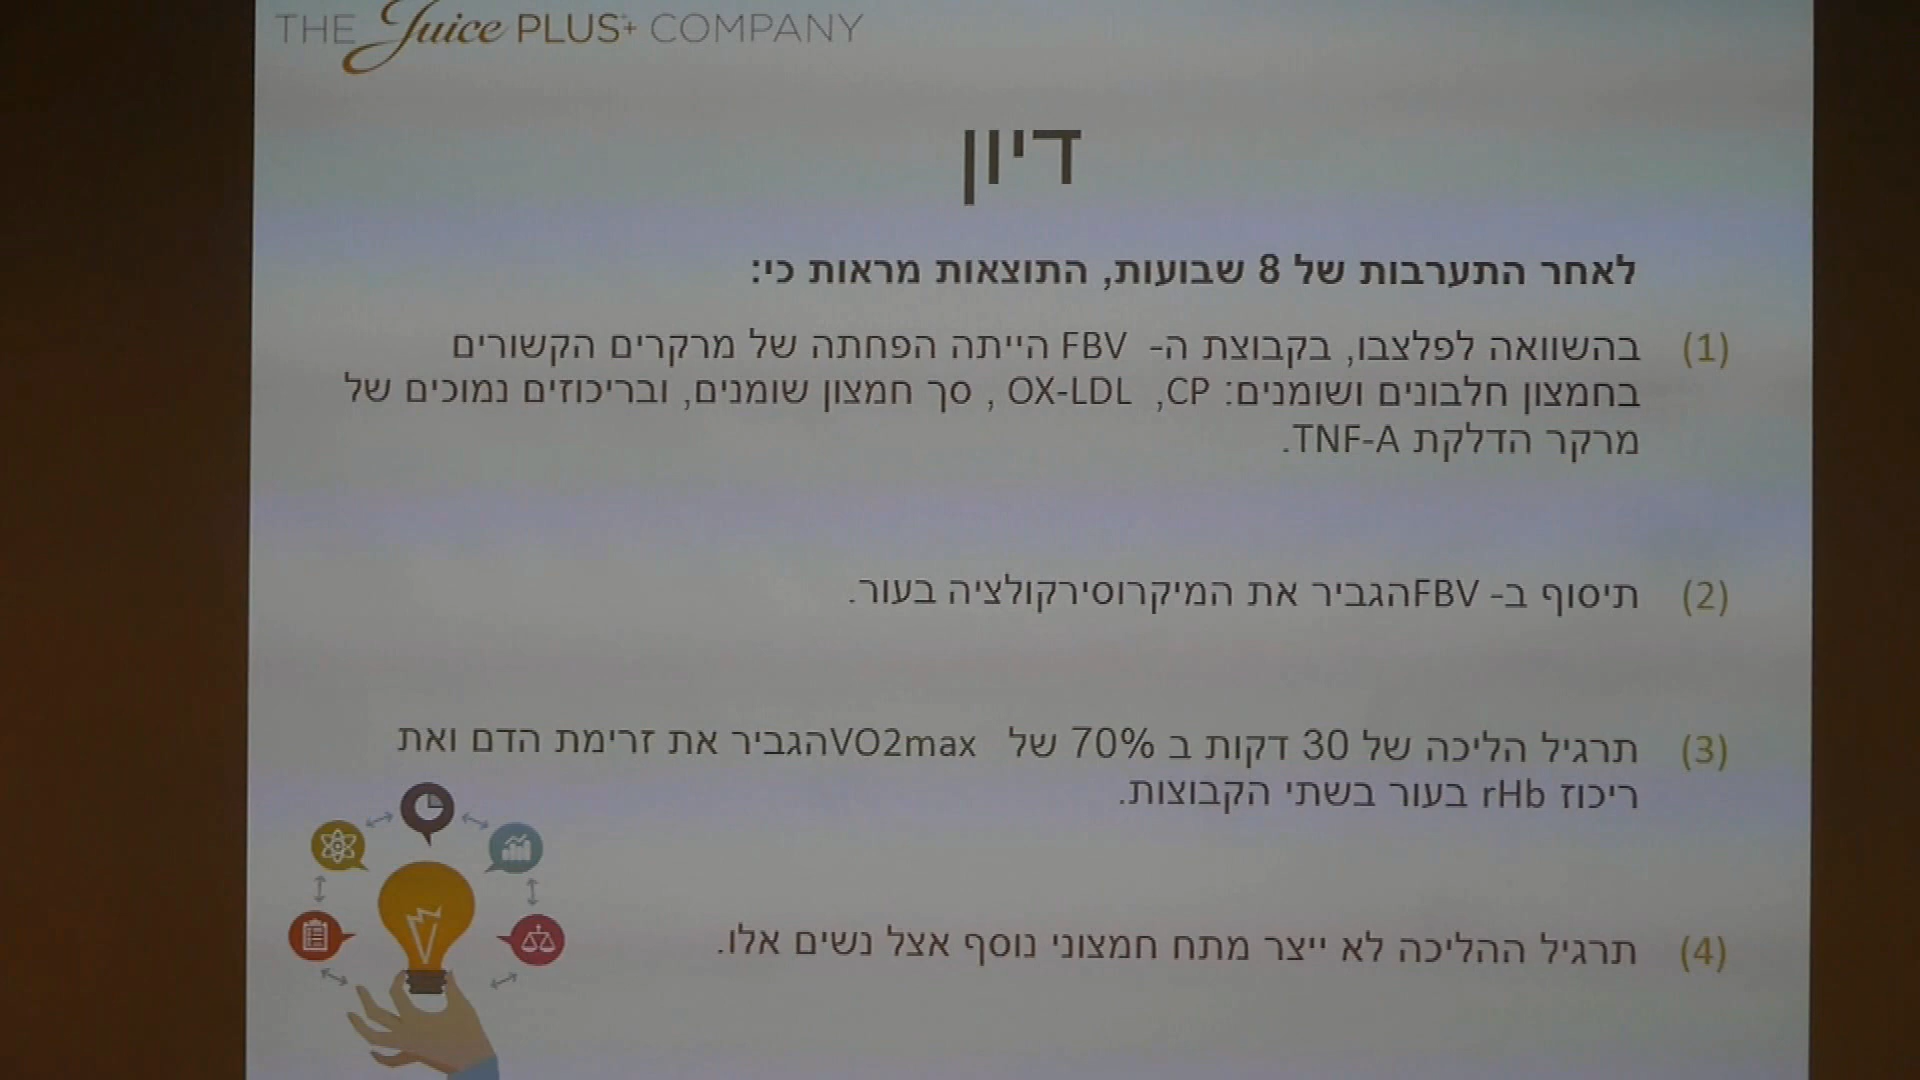 THE Juice PLUS+ COMPANY
דיון
לאחר התערבות של 8 שבועות, התוצאות מראות כי:
(1) בהשוואה לפלצבו, בקבוצת ה- FBV הייתה הפחתה של מרקרים הקשורים
בחמצון חלבונים ושומנים: CP, OX-LDL , סך חמצון שומנים, ובריכוזים נמוכים של
מרקר הדלקת TNF-A.
(2) תיסוף ב- FBVהגביר את המיקרוסירקולציה בעור.
(3) תרגיל הליכה של 30 דקות ב 70% של VO2maxהגביר את זרימת הדם ואת
ריכוז rHb בעור בשתי הקבוצות.
(4) תרגיל ההליכה לא ייצר מתח חמצוני נוסף אצל נשים אלו.